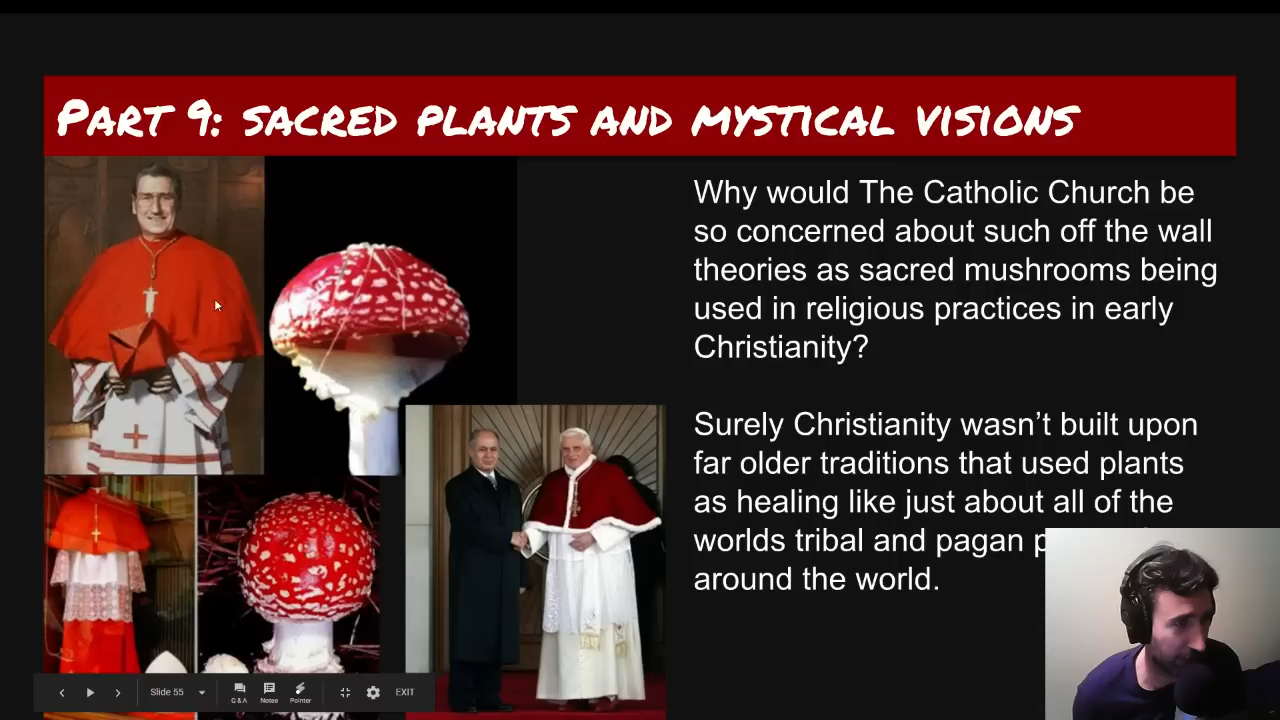 Part 9: sacred plants and mystical visions
Why would The Catholic Church be
so concerned about such off the wall
theories as sacred mushrooms being
used in religious practices in early
Christianity?
Surely Christianity wasn't built upon
far older traditions that used plants
as healing like just about all of the
worlds tribal and pagan
around the world.
Slide 55
Q & A
Notes
Pointer
EXIT